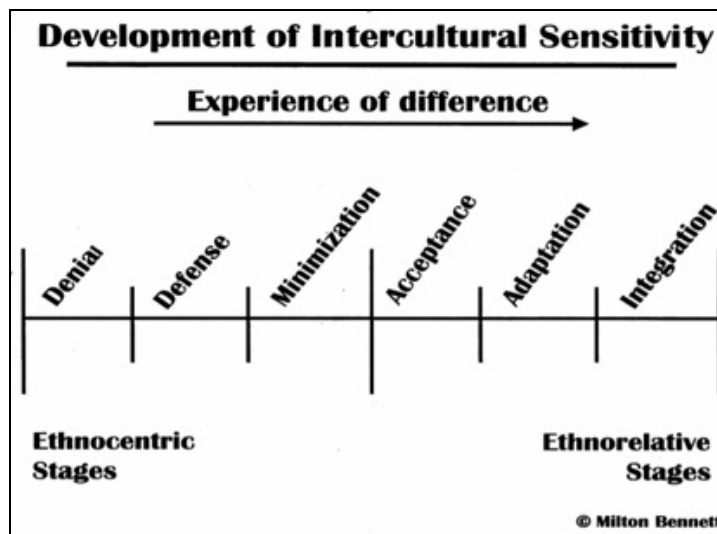 Development of Intercultural Sensitivity
Experience of difference
Denial
Defense
Minimization
Acceptance
Adaptation
Integration
Ethnocentric
Stages
Ethnorelative
Stages
© Milton Bennett